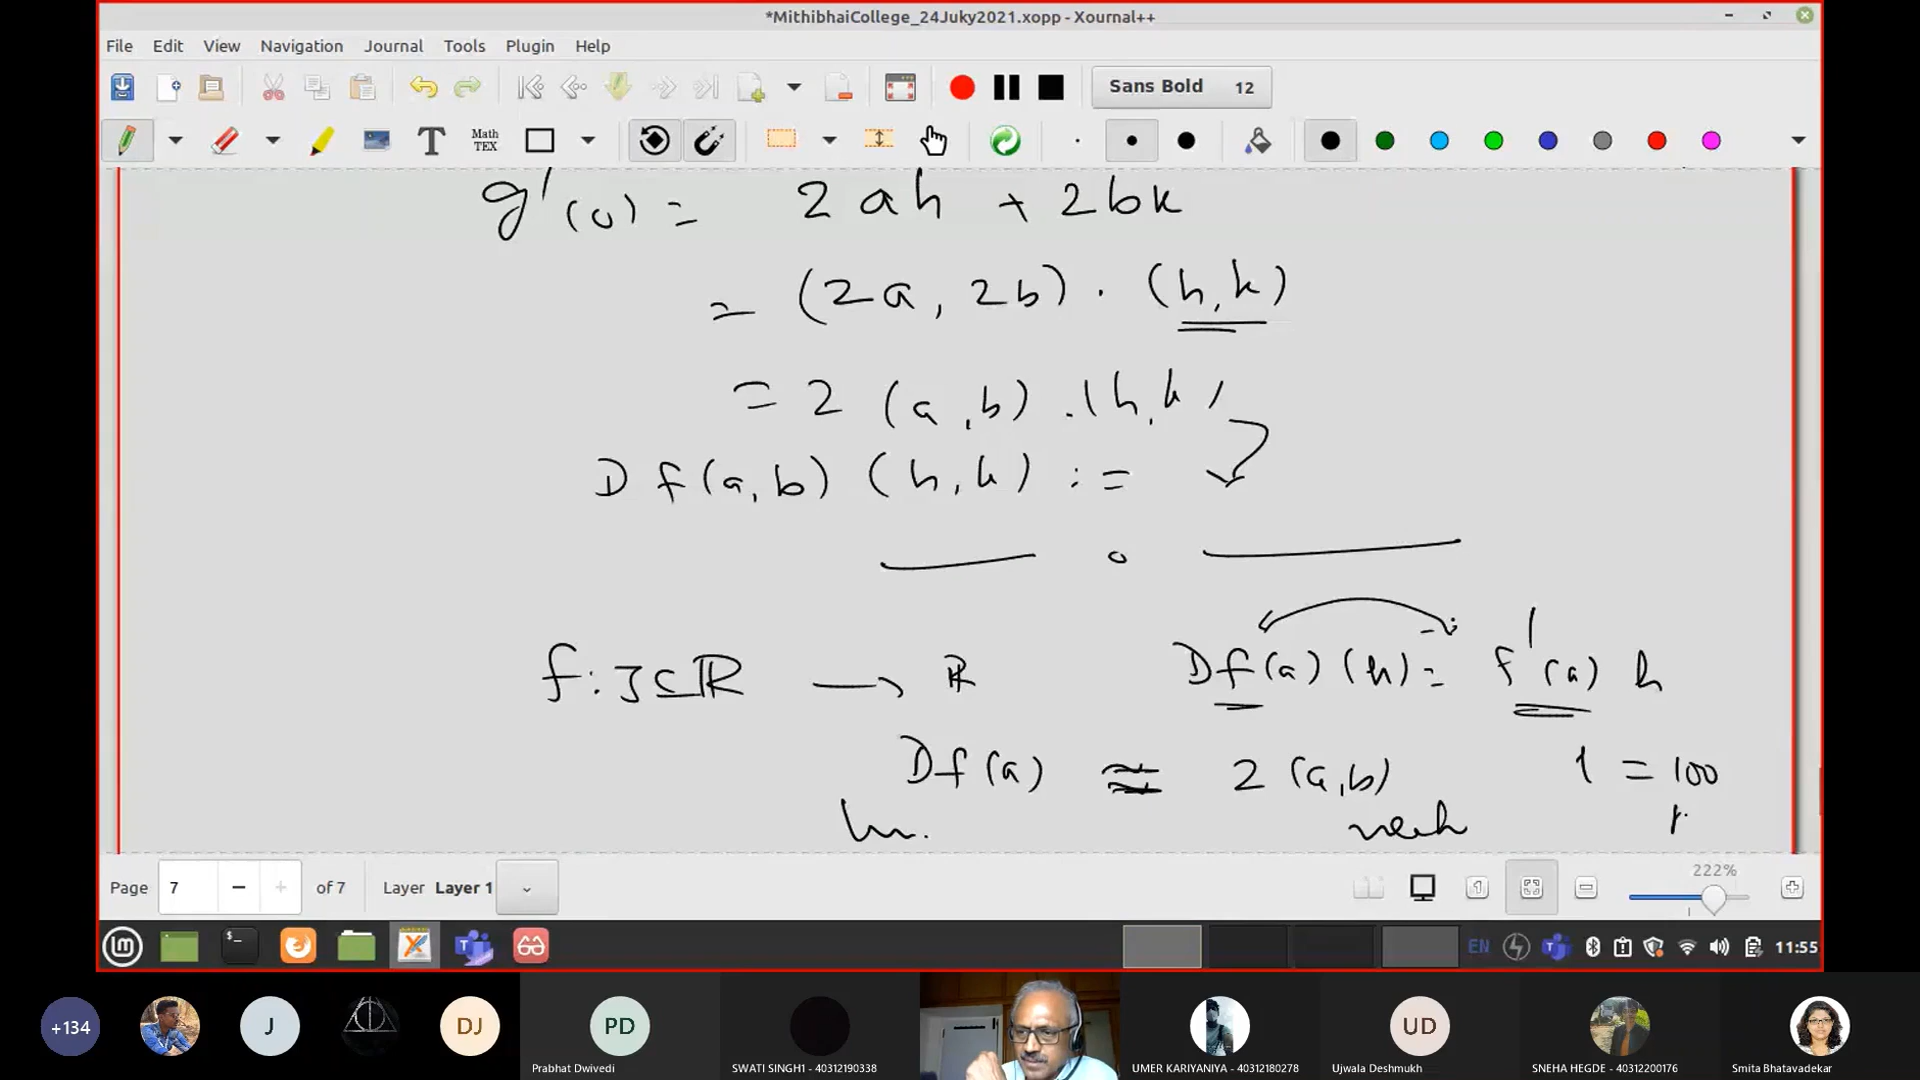 *MithibhaiCollege_24Juky2021.xopp - Xournal++
File Edit View Navigation Journal Tools Plugin Help
Sans Bold 12
T Math TEX
g'(0) = 2ah + 2bk
= (2a, 2b) · (h, k)
= 2 (a, b) . (h, k)
D f(a, b) (h, k) :=
f : J ⊆ ℝ → ℝ
Df(a) (h) = f'(a) h
Df(a) ≈ 2 (a, b)
1 = 100
Page 7 of 7 Layer Layer 1
222%
EN 11:55
+134 J DJ PD UD
Prabhat Dwivedi
SWATI SINGH1 - 40312190338
UMER KARIYANIYA - 40312180278
Ujwala Deshmukh
SNEHA HEGDE - 40312200176
Smita Bhatavadekar